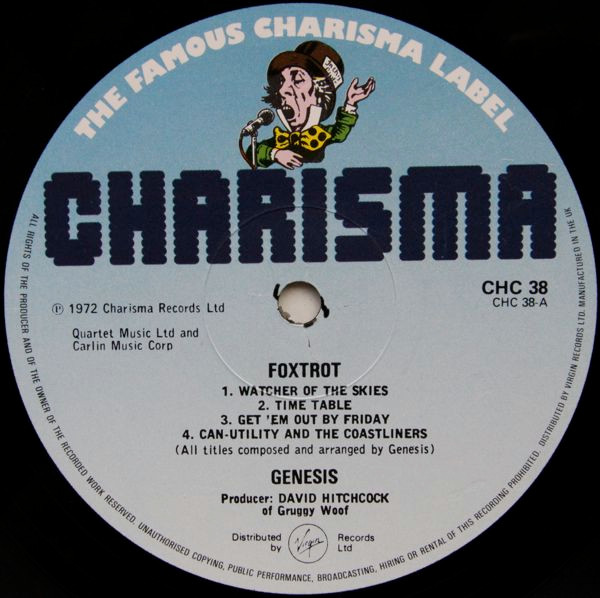 THE FAMOUS CHARISMA LABEL
CHARISMA
CHC 38
CHC 38-A
℗ 1972 Charisma Records Ltd
Quartet Music Ltd and
Carlin Music Corp
FOXTROT
1. WATCHER OF THE SKIES
2. TIME TABLE
3. GET 'EM OUT BY FRIDAY
4. CAN-UTILITY AND THE COASTLINERS
(All titles composed and arranged by Genesis)
GENESIS
Producer: DAVID HITCHCOCK
of Gruggy Woof
Distributed Records
by Virgin Ltd
ALL RIGHTS OF THE PRODUCER AND OF THE OWNER OF THE RECORDED WORK RESERVED. UNAUTHORISED COPYING, PUBLIC PERFORMANCE, BROADCASTING, HIRING OR RENTAL OF THIS RECORDING PROHIBITED. DISTRIBUTED BY VIRGIN RECORDS LTD. MANUFACTURED IN THE UK